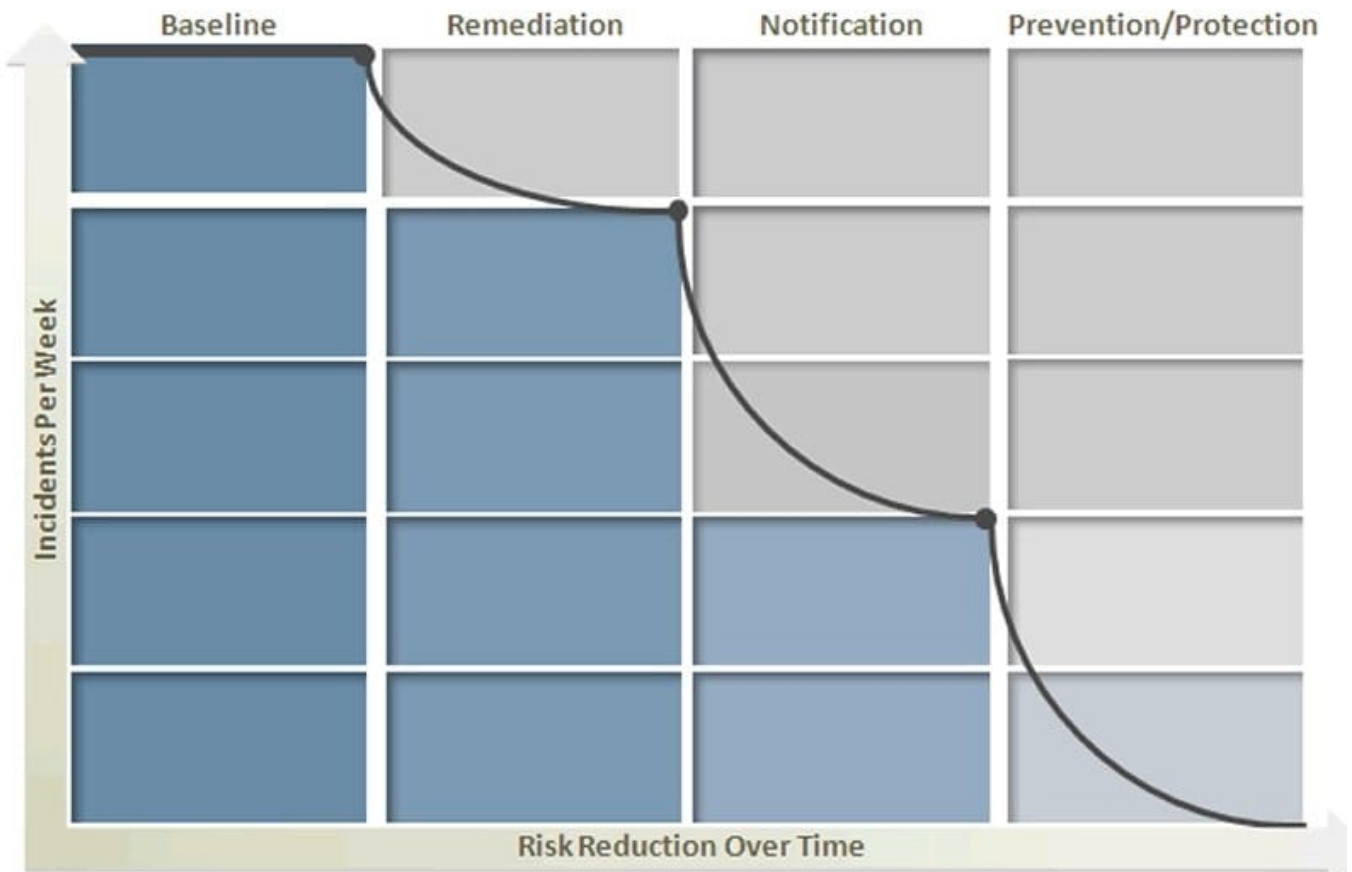 Baseline
Remediation
Notification
Prevention/Protection
Incidents Per Week
Risk Reduction Over Time